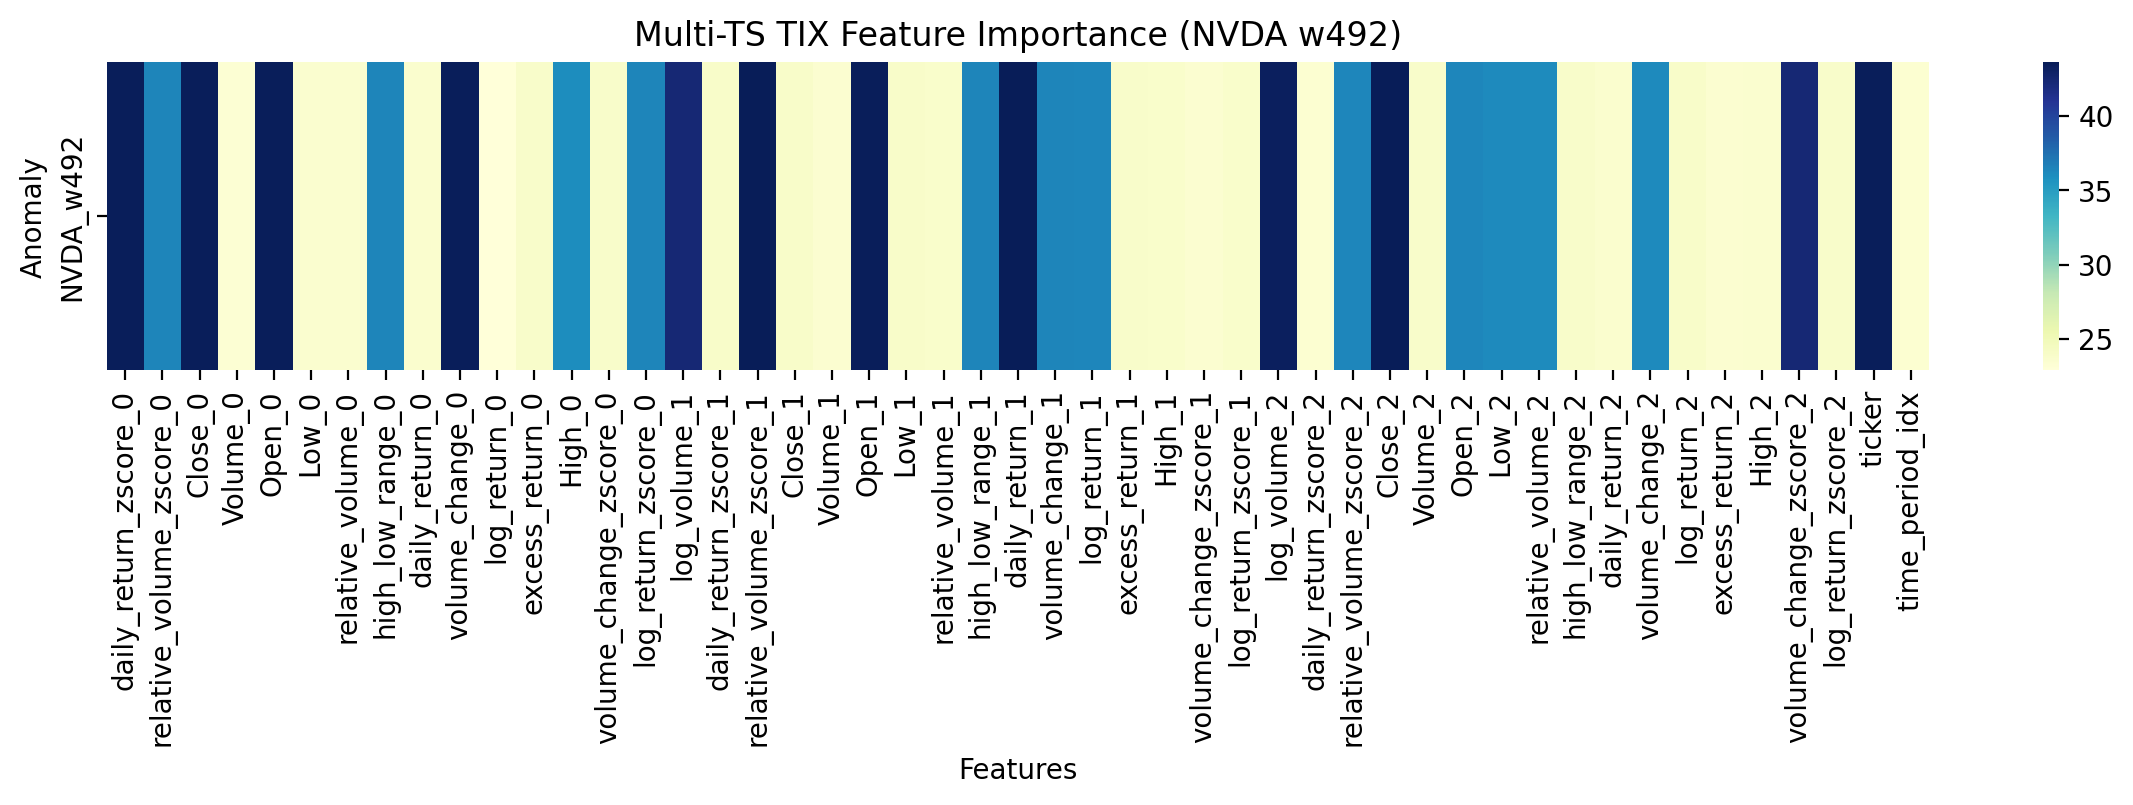 Multi-TS TIX Feature Importance (NVDA w492)
Anomaly
NVDA_w492
40
35
30
25
daily_return_zscore_0
relative_volume_zscore_0
Close_0
Volume_0
Open_0
Low_0
relative_volume_0
high_low_range_0
daily_return_0
volume_change_0
log_return_0
excess_return_0
High_0
volume_change_zscore_0
log_return_zscore_0
log_volume_1
daily_return_zscore_1
relative_volume_zscore_1
Close_1
Volume_1
Open_1
Low_1
relative_volume_1
high_low_range_1
daily_return_1
volume_change_1
log_return_1
excess_return_1
High_1
volume_change_zscore_1
log_return_zscore_1
log_volume_2
daily_return_zscore_2
relative_volume_zscore_2
Close_2
Volume_2
Open_2
Low_2
relative_volume_2
high_low_range_2
daily_return_2
volume_change_2
log_return_2
excess_return_2
High_2
volume_change_zscore_2
log_return_zscore_2
ticker
time_period_idx
Features